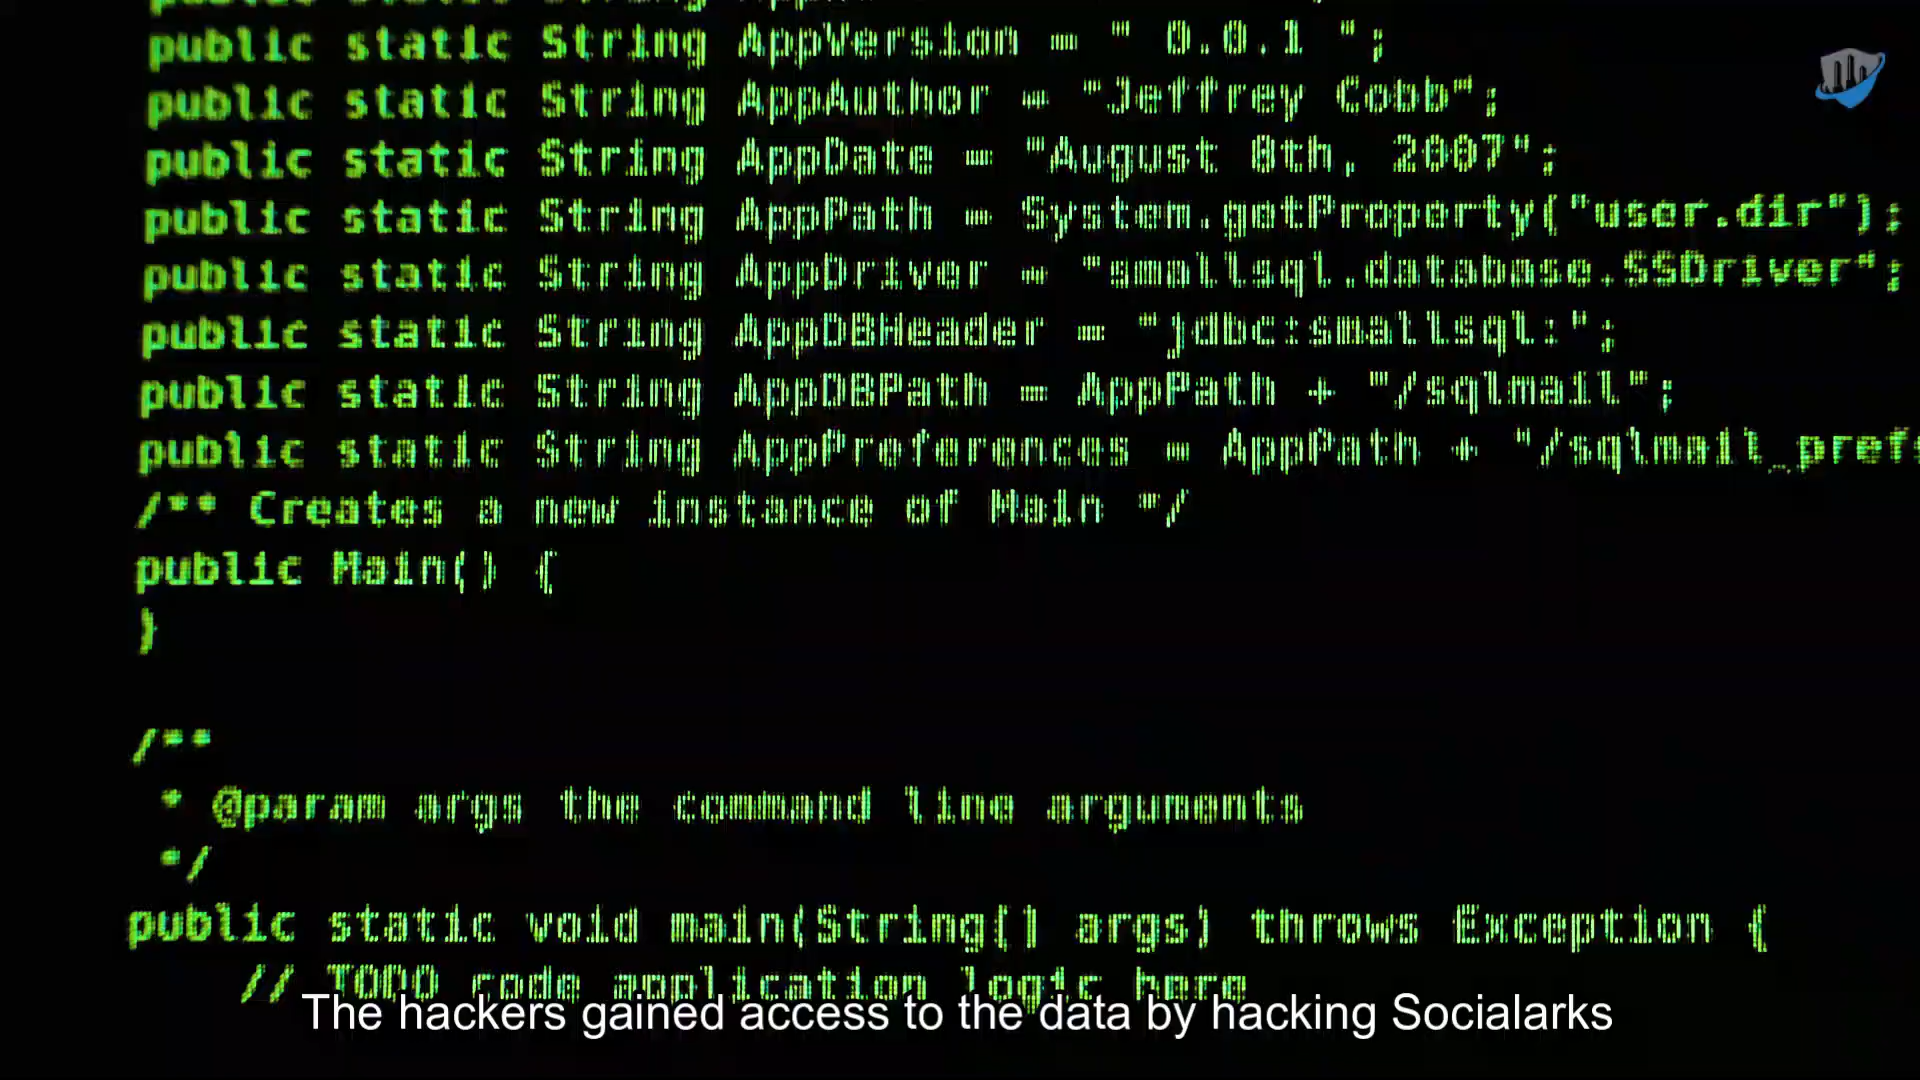 public static String AppVersion = " 0.0.1 ";
public static String AppAuthor = "Jeffrey Cobb";
public static String AppDate = "August 8th, 2007";
public static String AppPath = System.getProperty("user.dir");
public static String AppDriver = "smallsql.database.SSDriver";
public static String AppDBHeader = "jdbc:smallsql:";
public static String AppDBPath = AppPath + "/sqlmail";
public static String AppPreferences = AppPath + "/sqlmail_prefs
/** Creates a new instance of Main */
public Main() {
}
/**
* @param args the command line arguments
*/
public static void main(String[] args) throws Exception {
// TODO code application logic here
The hackers gained access to the data by hacking Socialarks